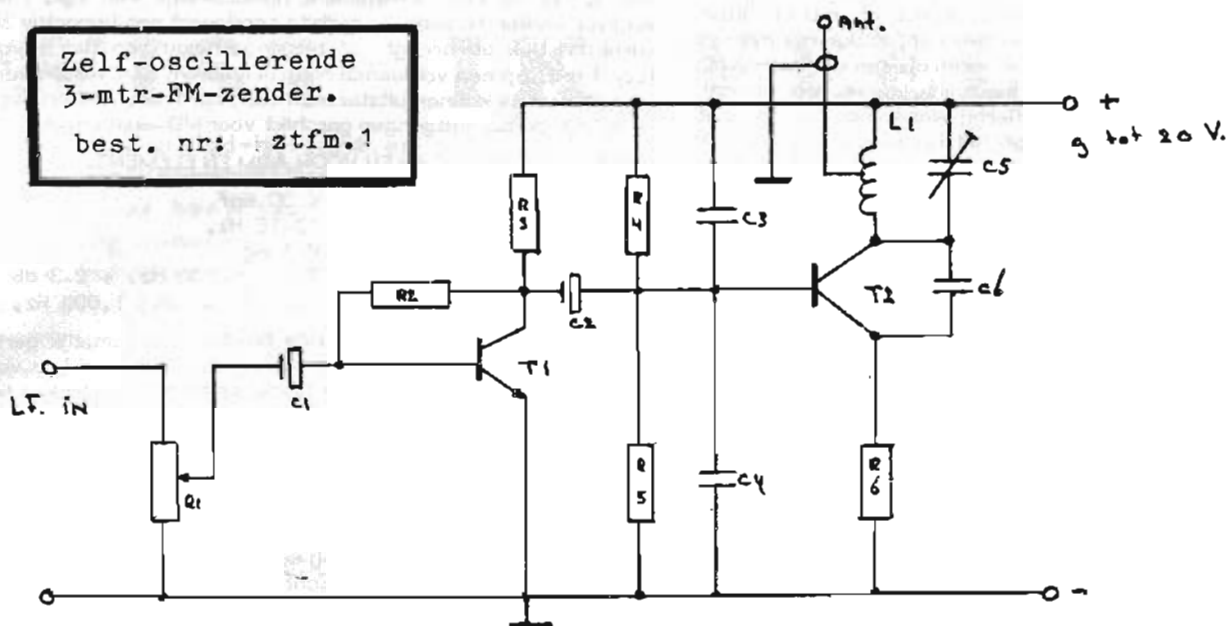 Zelf-oscillerende
3-mtr-FM-zender.
best. nr: ztfm.1
Ant.
+
9 tot 20 V.
L1
C5
R3
R4
C3
R2
C2
T2
C6
T1
C1
LF. iN
R1
R5
C4
R6
-